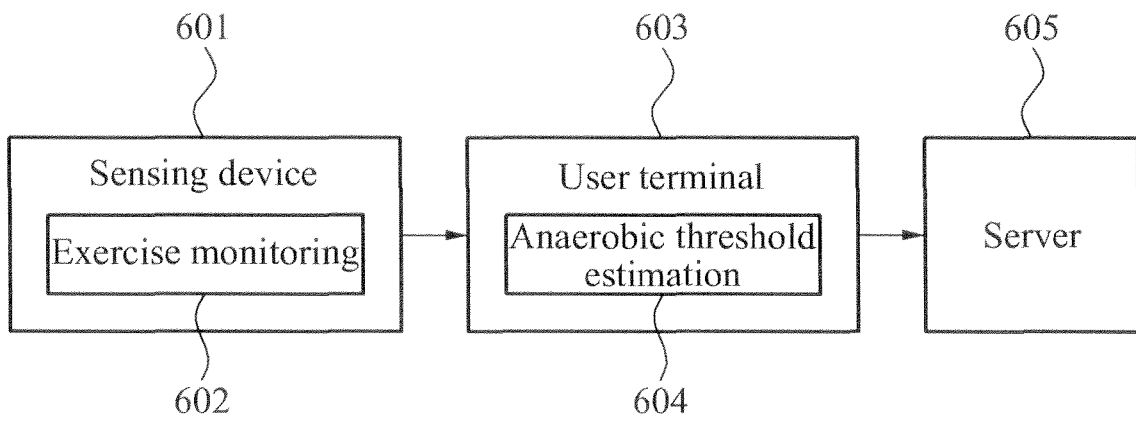 601
603
605
Sensing device
User terminal
Exercise monitoring
Anaerobic threshold
estimation
Server
602
604